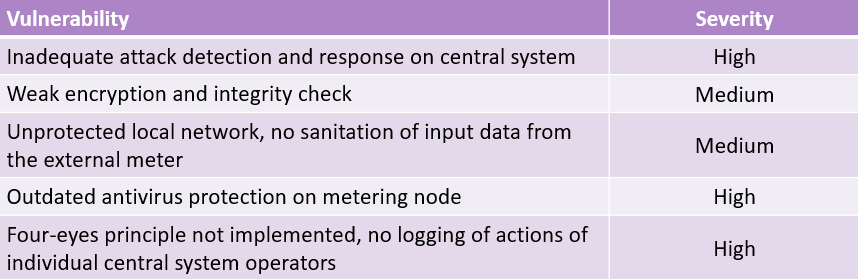 Vulnerability Severity
Inadequate attack detection and response on central system High
Weak encryption and integrity check Medium
Unprotected local network, no sanitation of input data from
the external meter Medium
Outdated antivirus protection on metering node High
Four-eyes principle not implemented, no logging of actions of
individual central system operators High